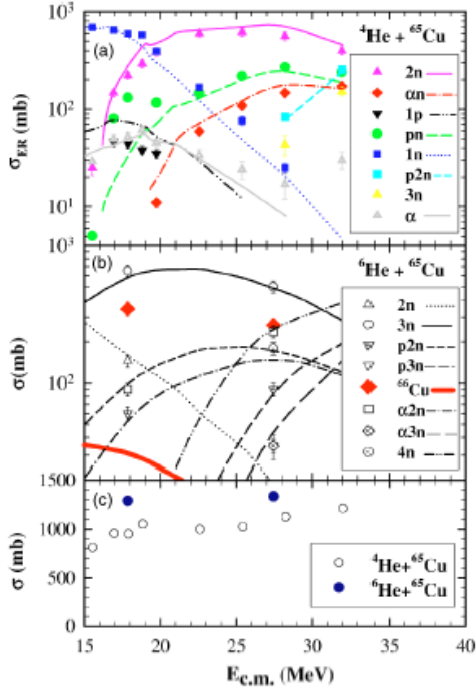 10³
(a)
⁴He + ⁶⁵Cu
σER (mb)
10²
10¹
2n
αn
1p
pn
1n
p2n
3n
α
10³
(b)
⁶He + ⁶⁵Cu
σ(mb)
10²
2n
3n
p2n
p3n
⁶⁶Cu
α2n
α3n
4n
1500
(c)
σ (mb)
1000
500
0
⁴He+⁶⁵Cu
⁶He+⁶⁵Cu
15 20 25 30 35 40
Ec.m. (MeV)